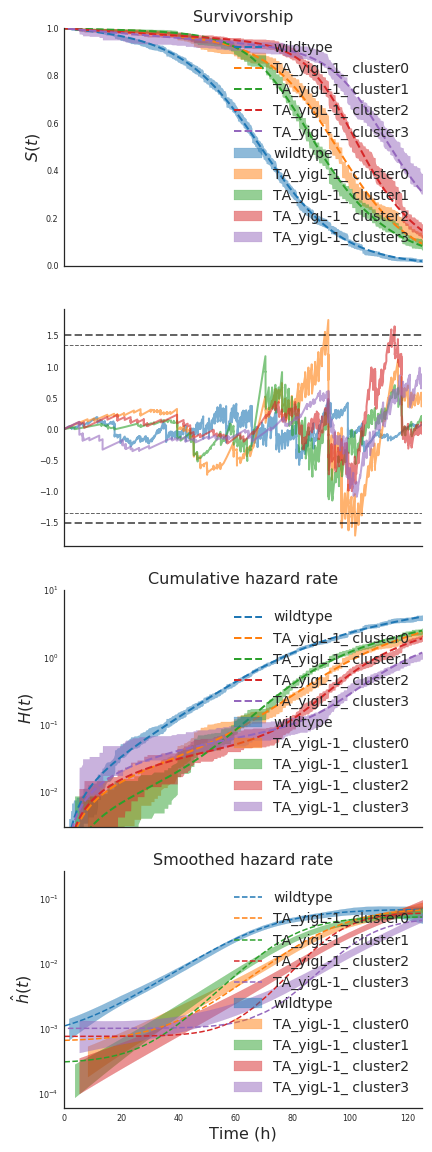 Survivorship
1.0
0.8
0.6
0.4
0.2
0.0
S(t)
wildtype
TA_yigL-1_ cluster0
TA_yigL-1_ cluster1
TA_yigL-1_ cluster2
TA_yigL-1_ cluster3
wildtype
TA_yigL-1_ cluster0
TA_yigL-1_ cluster1
TA_yigL-1_ cluster2
TA_yigL-1_ cluster3
1.5
1.0
0.5
0.0
−0.5
−1.0
−1.5
Cumulative hazard rate
10¹
10⁰
10⁻¹
10⁻²
H(t)
wildtype
TA_yigL-1_ cluster0
TA_yigL-1_ cluster1
TA_yigL-1_ cluster2
TA_yigL-1_ cluster3
wildtype
TA_yigL-1_ cluster0
TA_yigL-1_ cluster1
TA_yigL-1_ cluster2
TA_yigL-1_ cluster3
Smoothed hazard rate
10⁻¹
10⁻²
10⁻³
10⁻⁴
ĥ(t)
wildtype
TA_yigL-1_ cluster0
TA_yigL-1_ cluster1
TA_yigL-1_ cluster2
TA_yigL-1_ cluster3
wildtype
TA_yigL-1_ cluster0
TA_yigL-1_ cluster1
TA_yigL-1_ cluster2
TA_yigL-1_ cluster3
0 20 40 60 80 100 120
Time (h)